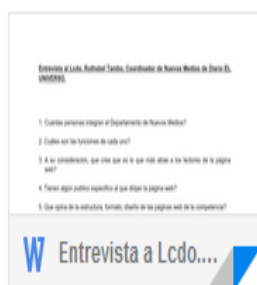 Entrevista al Lcdo. Ruthabel Tambo, Coordinador de Nuevos Medios de Diario EL
UNIVERSO.
1. Cuantas personas integran el Departamento de Nuevos Medios?
2. Cuáles son las funciones de cada uno?
3. A su consideración, que cree que es lo que más atrae a los lectores de la página
web?
4. Tienen algún publico especifico al que dirijan la página web?
5. Que opina de la estructura, formato, diseño de las páginas web de la competencia?
W Entrevista a Lcdo....